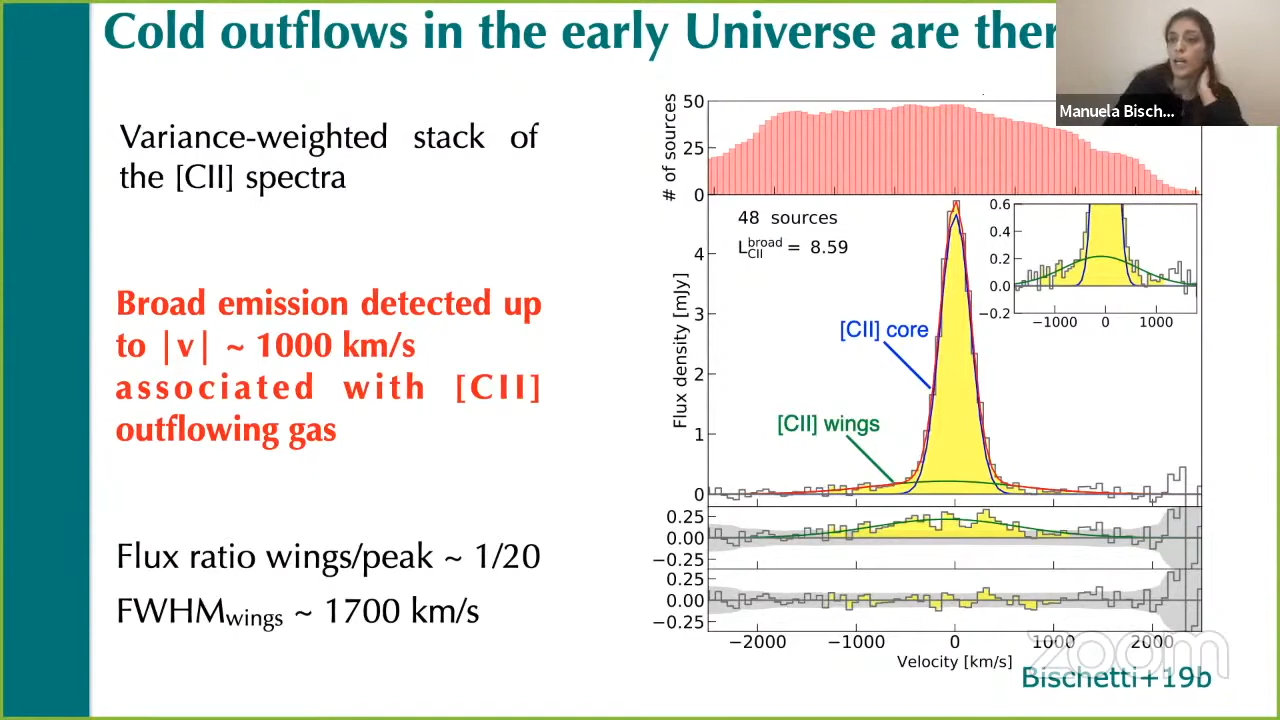 Cold outflows in the early Universe are ther
Manuela Bisch...
Variance-weighted stack of
the [CII] spectra
Broad emission detected up
to |v| ~ 1000 km/s
associated with [CII]
outflowing gas
Flux ratio wings/peak ~ 1/20
FWHMwings ~ 1700 km/s
# of sources
50
25
0
48 sources
L broad CII = 8.59
Flux density [mJy]
4
3
2
1
0
[CII] core
[CII] wings
0.6
0.4
0.2
0.0
−0.2
−1000 0 1000
0.25
0.00
−0.25
0.25
0.00
−0.25
−2000 −1000 0 1000 2000
Velocity [km/s]
zoom
Bischetti+19b